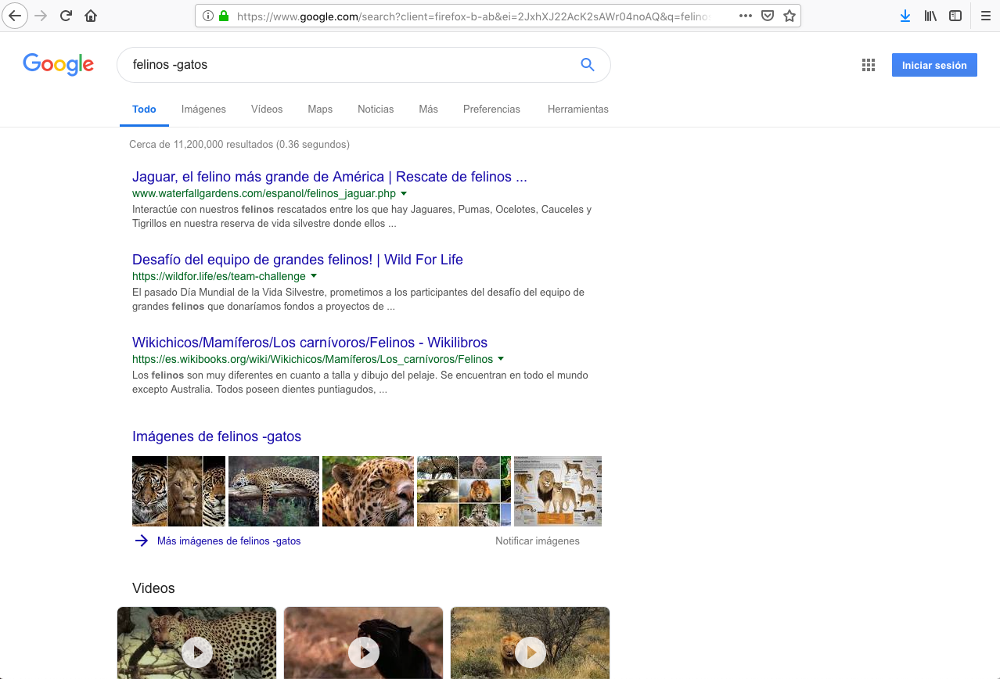 https://www.google.com/search?client=firefox-b-ab&ei=2JxhXJ22AcK2sAWr04noAQ&q=felinos
Google
felinos -gatos
Iniciar sesión
Todo Imágenes Vídeos Maps Noticias Más Preferencias Herramientas
Cerca de 11,200,000 resultados (0.36 segundos)
Jaguar, el felino más grande de América | Rescate de felinos ...
www.waterfallgardens.com/espanol/felinos_jaguar.php
Interactúe con nuestros felinos rescatados entre los que hay Jaguares, Pumas, Ocelotes, Cauceles y
Tigrillos en nuestra reserva de vida silvestre donde ellos ...
Desafío del equipo de grandes felinos! | Wild For Life
https://wildfor.life/es/team-challenge
El pasado Día Mundial de la Vida Silvestre, prometimos a los participantes del desafío del equipo de
grandes felinos que donaríamos fondos a proyectos de ...
Wikichicos/Mamíferos/Los carnívoros/Felinos - Wikilibros
https://es.wikibooks.org/wiki/Wikichicos/Mamíferos/Los_carnívoros/Felinos
Los felinos son muy diferentes en cuanto a talla y dibujo del pelaje. Se encuentran en todo el mundo
excepto Australia. Todos poseen dientes puntiagudos, ...
Imágenes de felinos -gatos
Más imágenes de felinos -gatos
Notificar imágenes
Videos